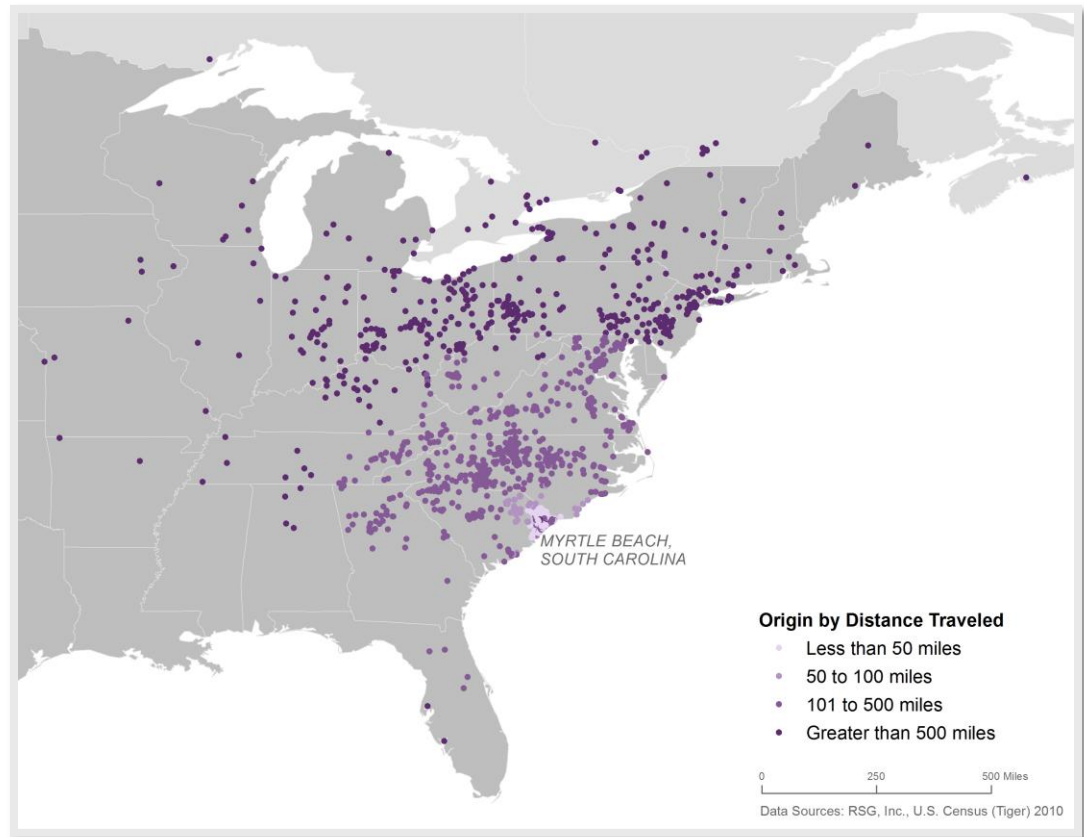 MYRTLE BEACH,
SOUTH CAROLINA
Origin by Distance Traveled
Less than 50 miles
50 to 100 miles
101 to 500 miles
Greater than 500 miles
0 250 500 Miles
Data Sources: RSG, Inc., U.S. Census (Tiger) 2010